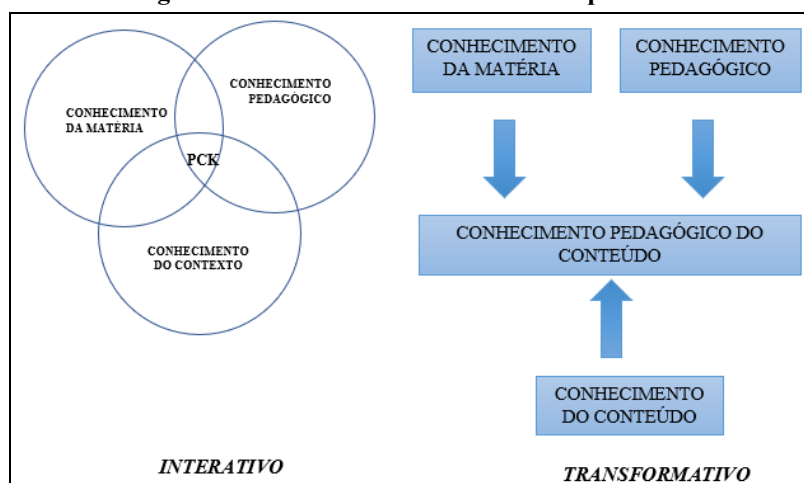 CONHECIMENTO
DA MATÉRIA
CONHECIMENTO
PEDAGÓGICO
PCK
CONHECIMENTO
DO CONTEXTO
INTERATIVO
CONHECIMENTO
DA MATÉRIA
CONHECIMENTO
PEDAGÓGICO
CONHECIMENTO PEDAGÓGICO DO
CONTEÚDO
CONHECIMENTO
DO CONTEÚDO
TRANSFORMATIVO